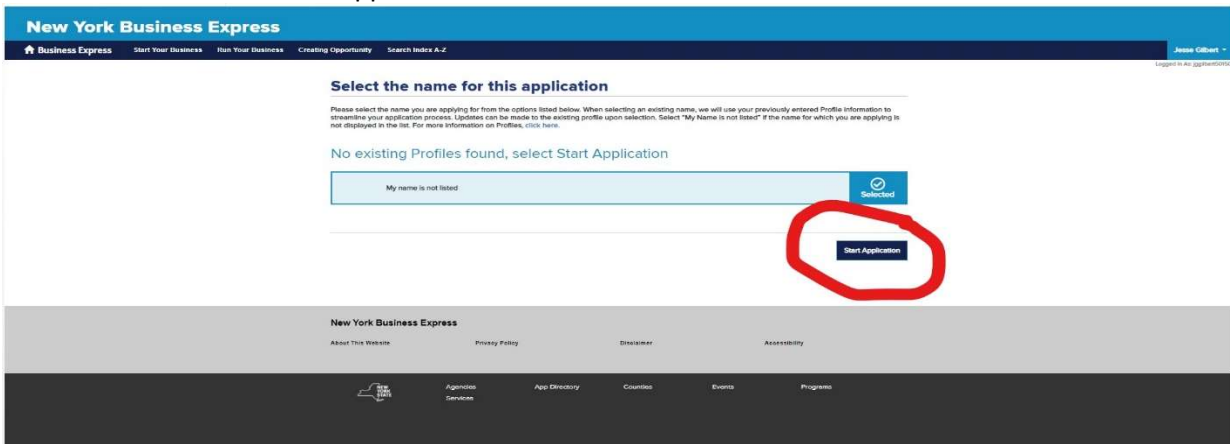 New York Business Express
Business Express Start Your Business Run Your Business Creating Opportunity Search Index A-Z Jesse Gilbert
Logged in As:
Select the name for this application
Please select the name you are applying for from the options listed below. When selecting an existing name, we will use your previously entered Profile information to
streamline your application process. Updates can be made to the existing profile upon selection. Select "My Name is not listed" if the name for which you are applying is
not displayed in the list. For more information on Profiles, click here.
No existing Profiles found, select Start Application
My name is not listed
Selected
Start Application
New York Business Express
About This Website Privacy Policy Disclaimer Accessibility
NEW
YORK
STATE
Agencies App Directory Counties Events Programs
Services